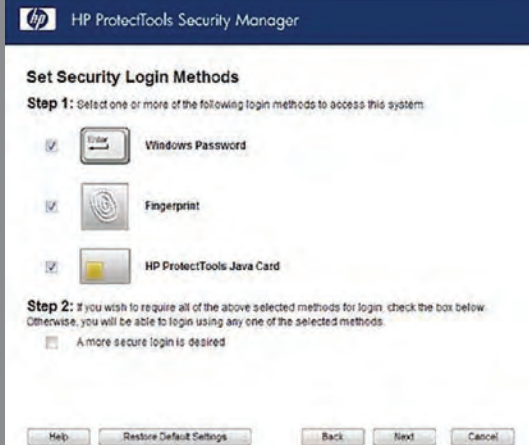 hp HP ProtectTools Security Manager
Set Security Login Methods
Step 1: Select one or more of the following login methods to access this system
Enter Windows Password
Fingerprint
HP ProtectTools Java Card
Step 2: If you wish to require all of the above selected methods for login, check the box below.
Otherwise, you will be able to login using any one of the selected methods.
A more secure login is desired
Help Restore Default Settings Back Next Cancel